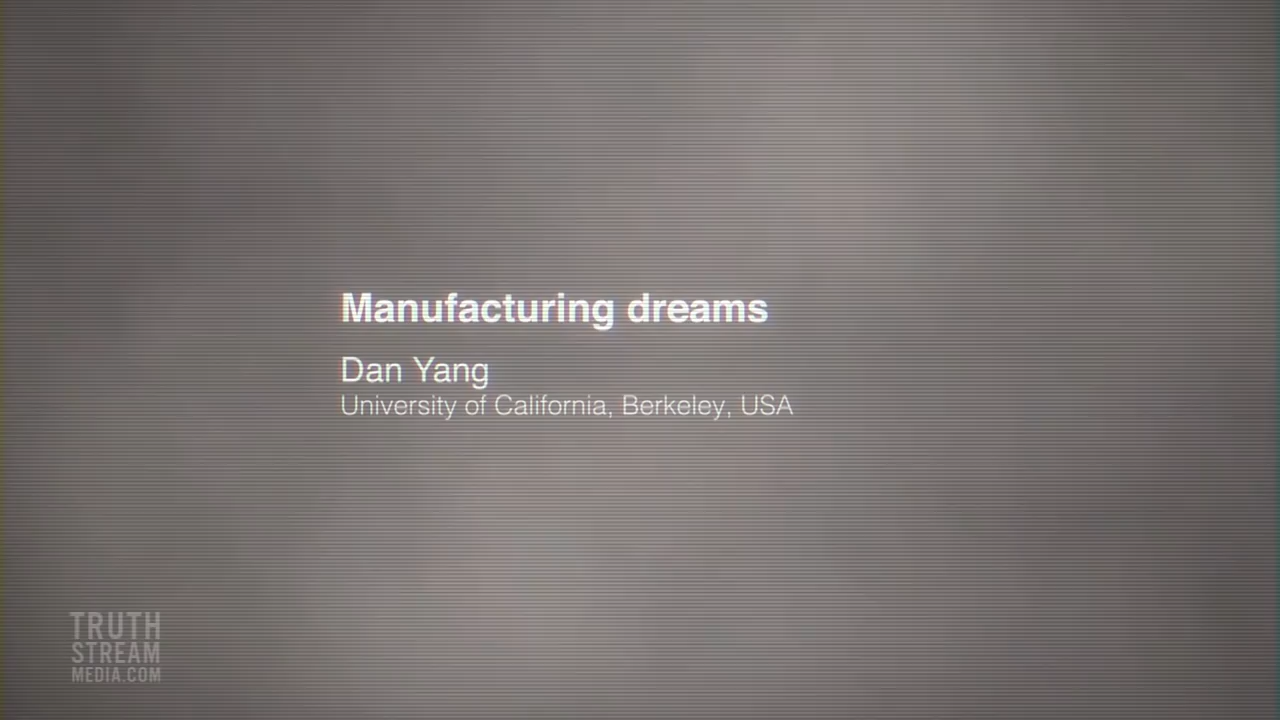 Manufacturing dreams
Dan Yang
University of California, Berkeley, USA
TRUTH
STREAM
MEDIA.COM